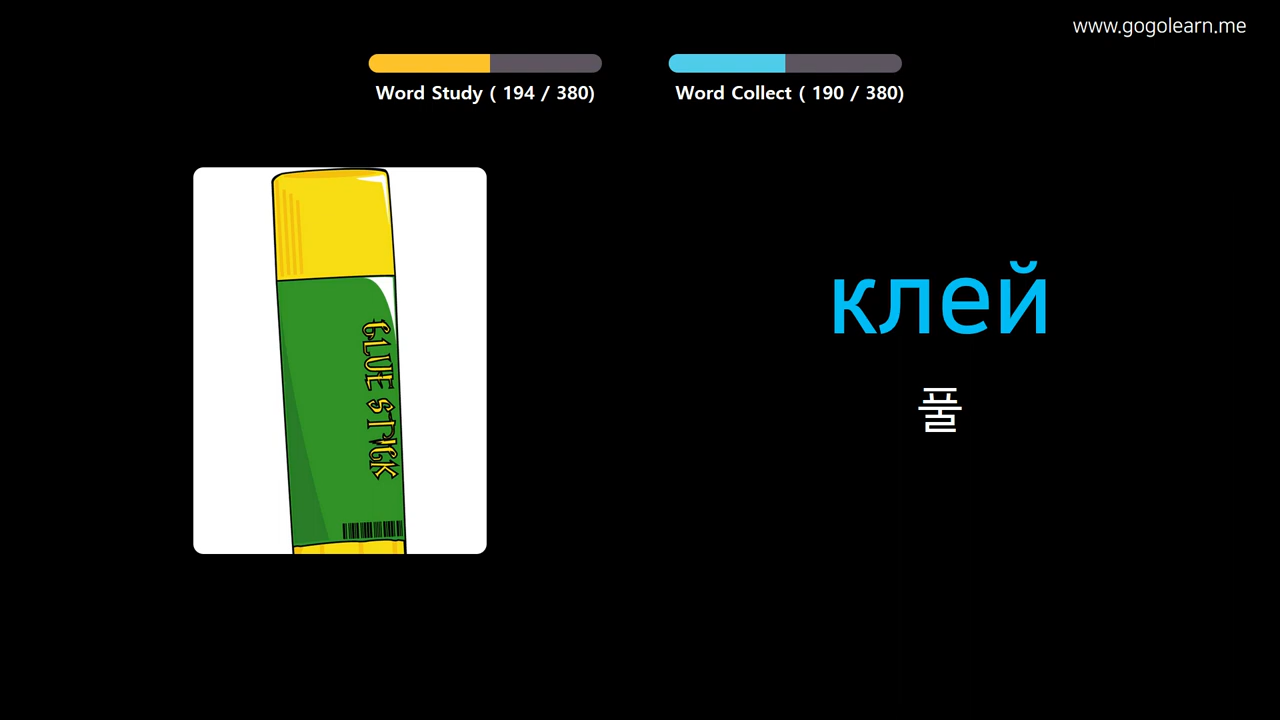 www.gogolearn.me
Word Study ( 194 / 380)
Word Collect ( 190 / 380)
GLUE STICK
клей
풀